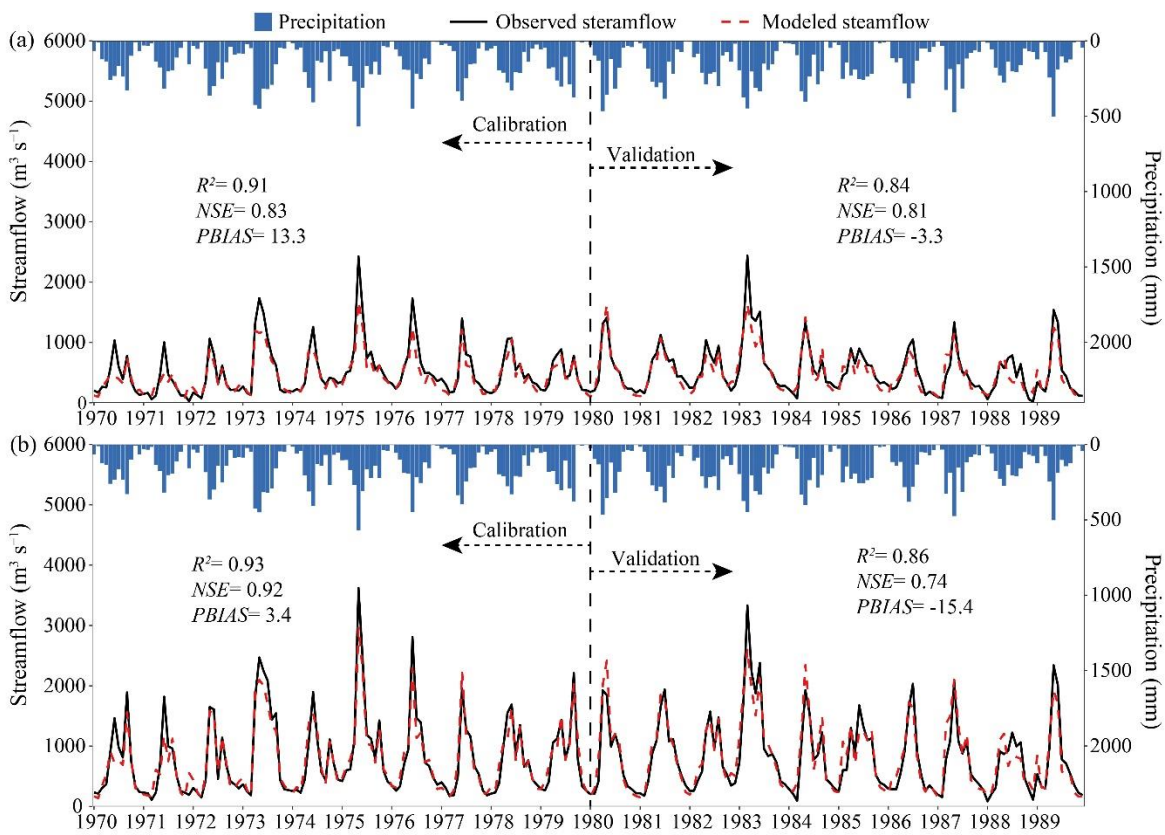 Precipitation Observed steramflow Modeled steamflow
(a)
6000 0
5000
500
4000
Calibration
Validation
1000
3000
R²= 0.91 R²= 0.84
NSE= 0.83 NSE= 0.81
PBIAS= 13.3 PBIAS= -3.3
2000 1500
1000 2000
0
Streamflow (m³ s⁻¹)
Precipitation (mm)
1970 1971 1972 1973 1974 1975 1976 1977 1978 1979 1980 1981 1982 1983 1984 1985 1986 1987 1988 1989
(b)
6000 0
5000
500
4000
Calibration
Validation
1000
3000
R²= 0.93 R²= 0.86
NSE= 0.92 NSE= 0.74
PBIAS= 3.4 PBIAS= -15.4
2000 1500
1000 2000
0
Streamflow (m³ s⁻¹)
Precipitation (mm)
1970 1971 1972 1973 1974 1975 1976 1977 1978 1979 1980 1981 1982 1983 1984 1985 1986 1987 1988 1989